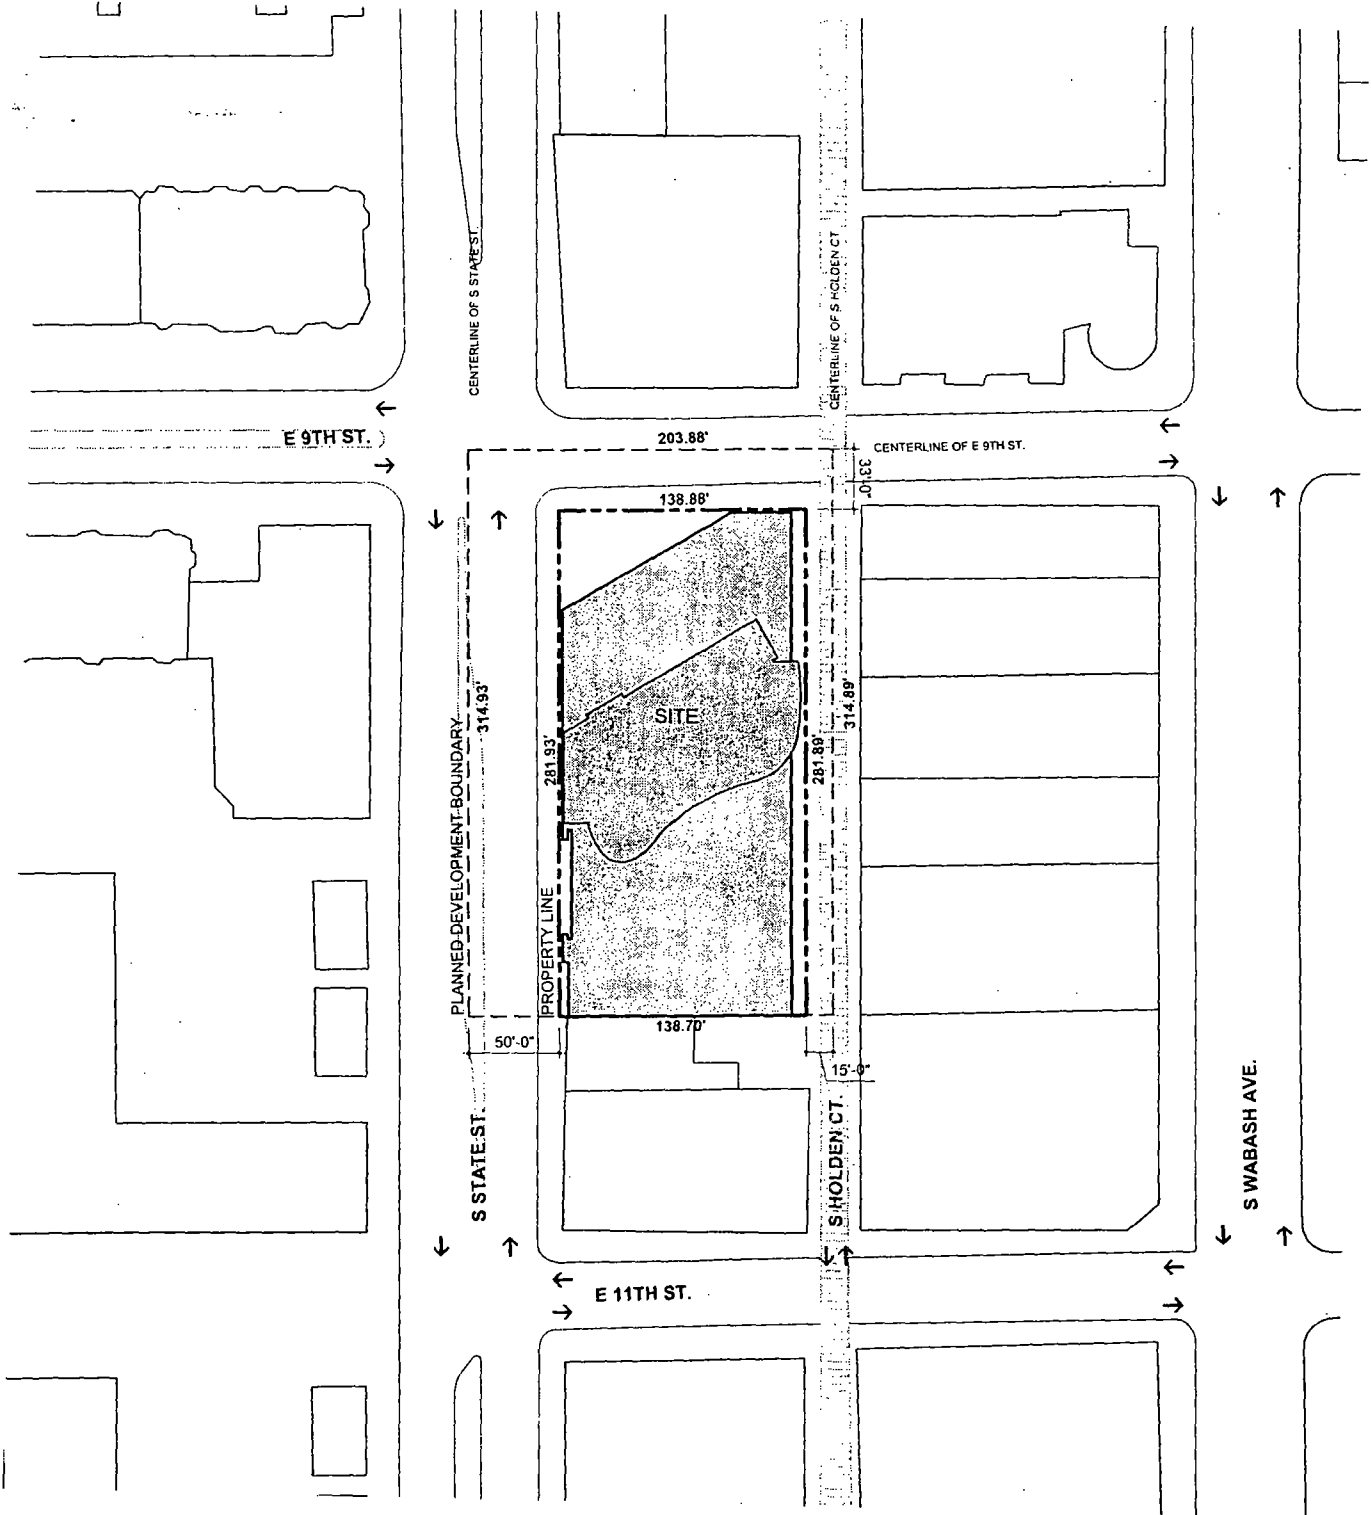 CENTERLINE OF S STATE ST.
CENTERLINE OF S HOLDEN CT
E 9TH ST.
203.88'
CENTERLINE OF E 9TH ST.
33'0"
138.88'
SITE
314.93'
281.93'
281.89'
314.89'
PLANNED DEVELOPMENT BOUNDARY
PROPERTY LINE
138.70'
50'-0"
15'-0"
S STATE ST.
S HOLDEN CT.
S WABASH AVE.
E 11TH ST.